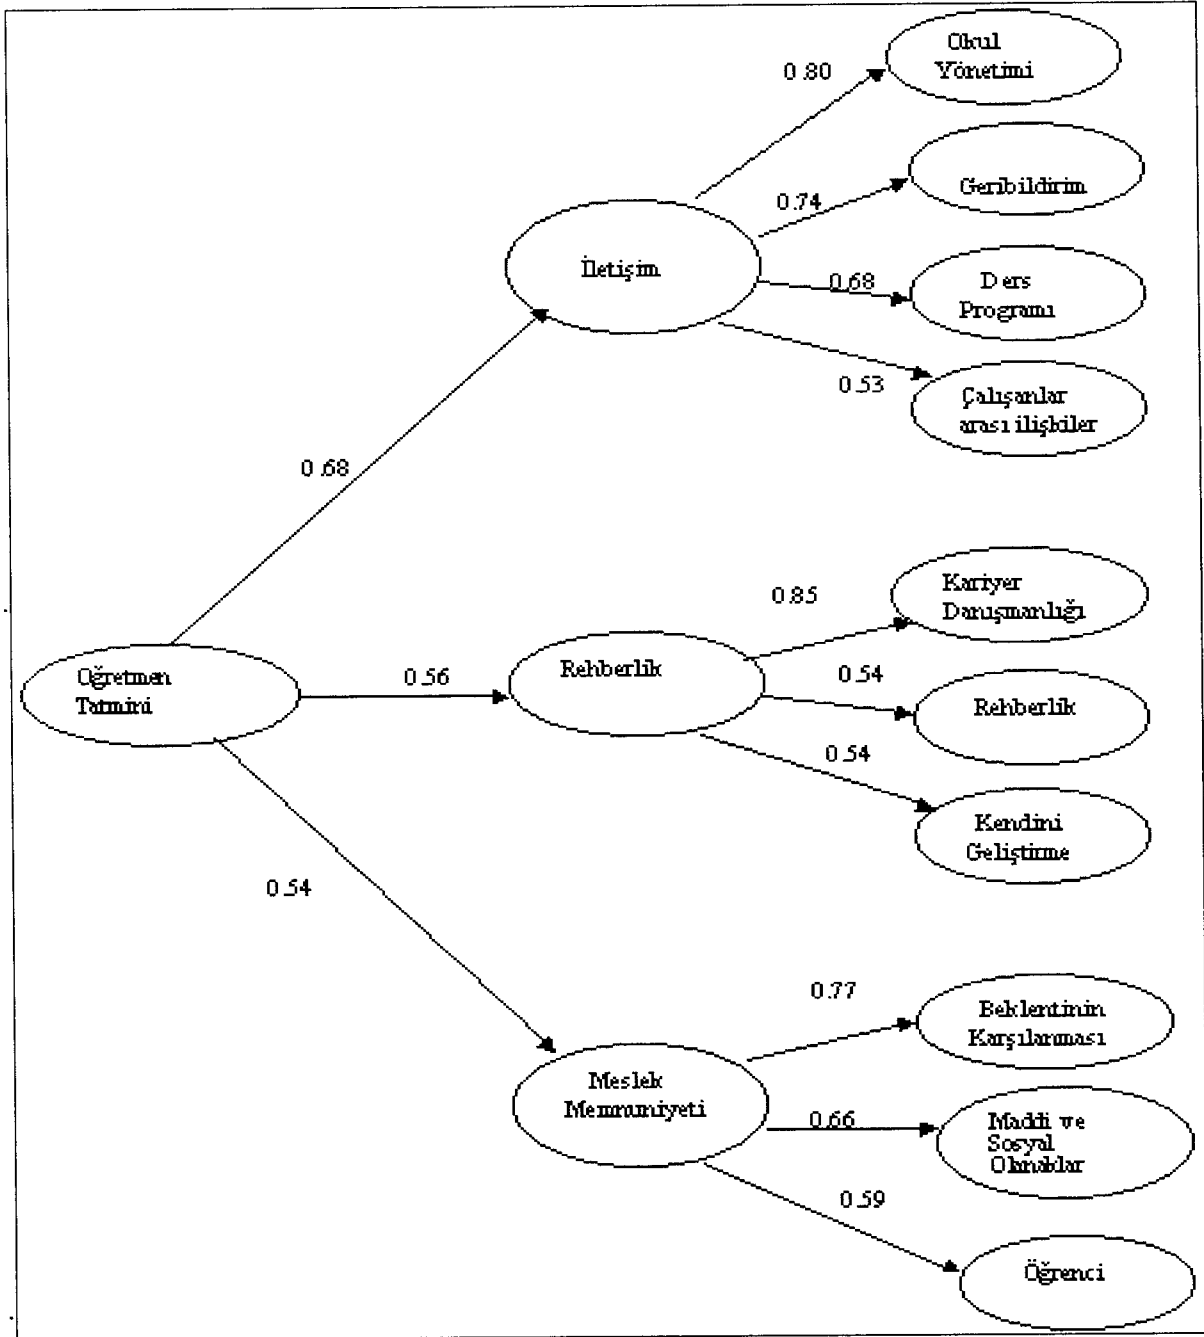 Okul
Yönetimi
0.80
Geribildirim
0.74
İletişim
Ders
Programı
0.68
Çalışanlar
arası ilişkiler
0.53
0.68
Kariyer
Danışmanlığı
0.85
Öğretmen
Tatmini
0.56
Rehberlik
0.54
Rehberlik
0.54
Kendini
Geliştirme
0.54
Beklentinin
Karşılanması
0.77
Meslek
Memnuniyeti
0.66
Maddi ve
Sosyal
Olanaklar
0.59
Öğrenci